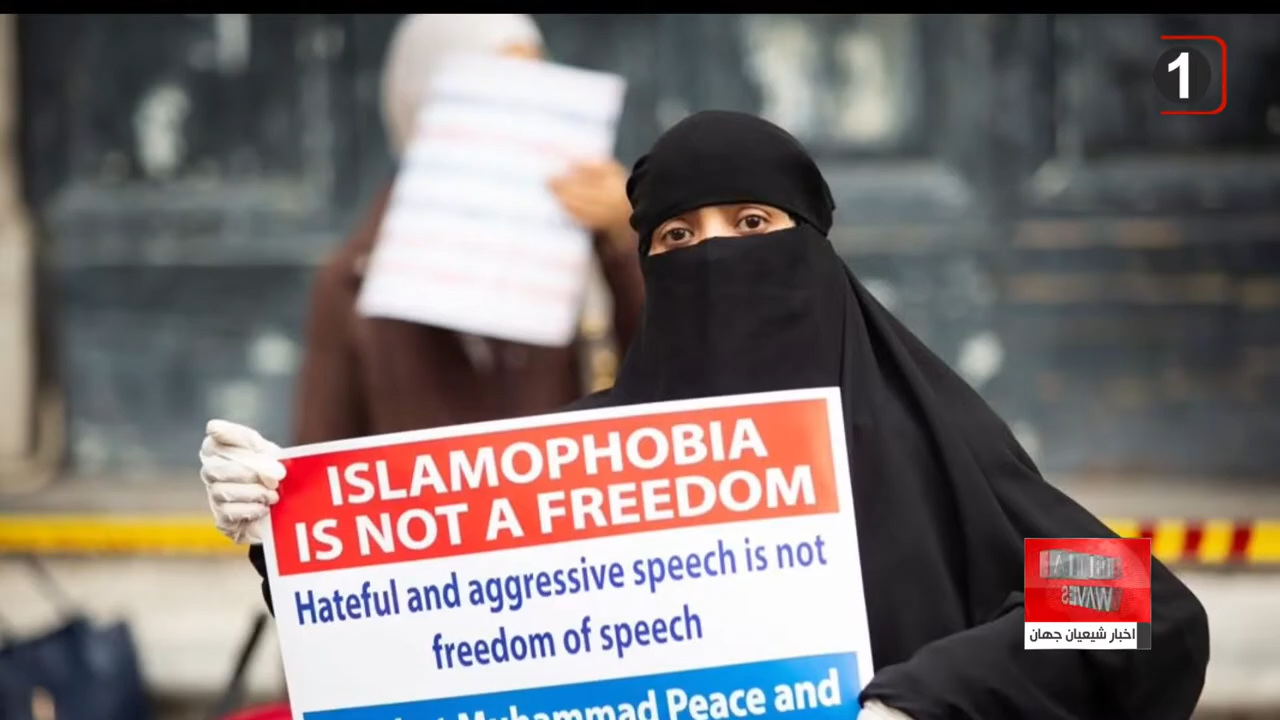 1
ISLAMOPHOBIA
IS NOT A FREEDOM
Hateful and aggressive speech is not
freedom of speech
Muhammad Peace and
WAVES
اخبار شیعیان جهان